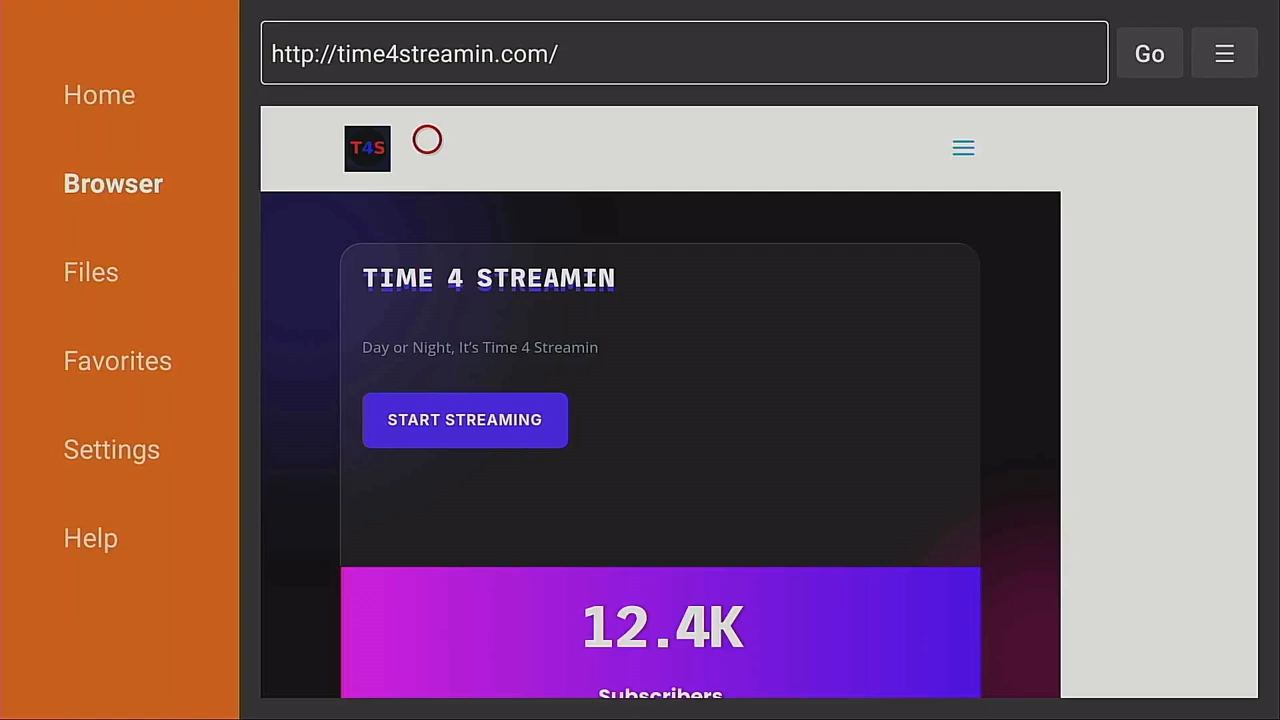 http://time4streamin.com/
Go
Home
Browser
Files
Favorites
Settings
Help
T4S
TIME 4 STREAMIN
Day or Night, It's Time 4 Streamin
START STREAMING
12.4K
Subscribers